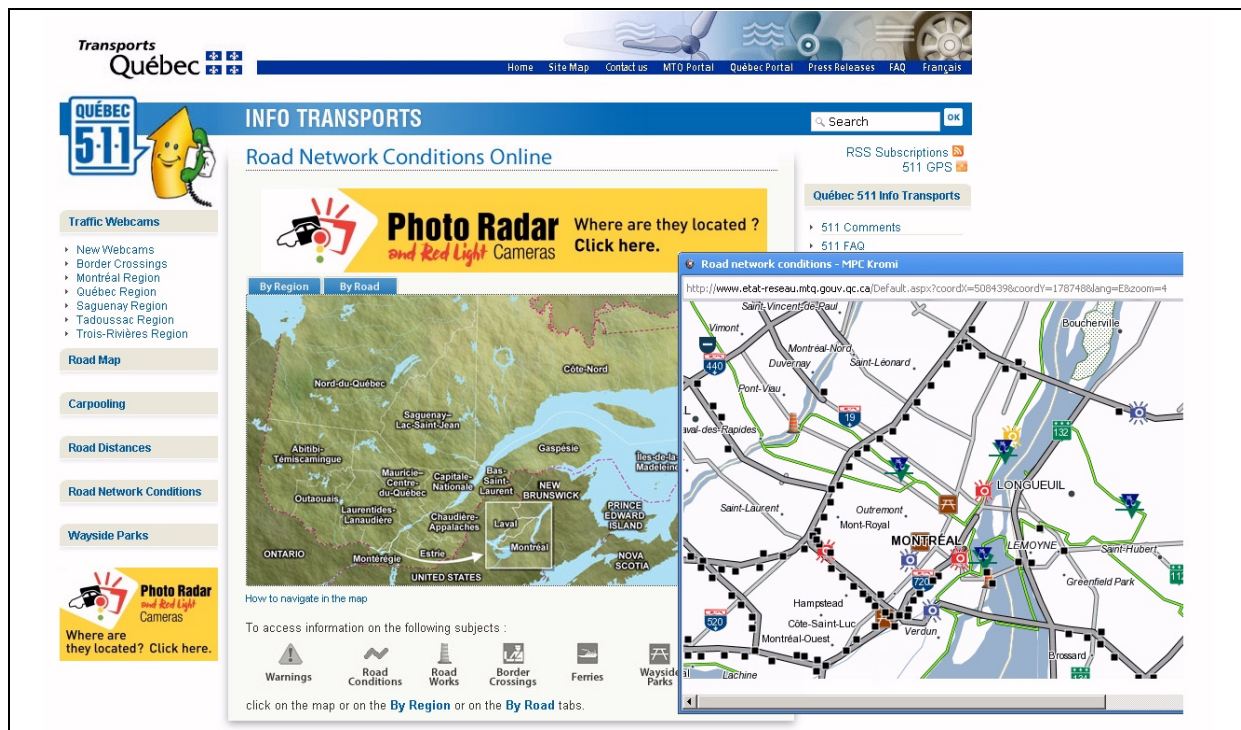 Transports
Québec
Home Site Map Contact us MTQ Portal Québec Portal Press Releases FAQ Français
QUÉBEC
511
INFO TRANSPORTS
Search
OK
Road Network Conditions Online
RSS Subscriptions
511 GPS
Photo Radar
and Red Light Cameras
Where are they located ?
Click here.
Québec 511 Info Transports
511 Comments
511 FAQ
Traffic Webcams
New Webcams
Border Crossings
Montréal Region
Québec Region
Saguenay Region
Tadoussac Region
Trois-Rivières Region
Road Map
Carpooling
Road Distances
Road Network Conditions
Wayside Parks
Photo Radar
and Red Light
Cameras
Where are
they located? Click here.
By Region
By Road
Nord-du-Québec
Côte-Nord
Saguenay–
Lac-Saint-Jean
Abitibi-
Témiscamingue
Gaspésie
Îles-de-la-
Madeleine
Mauricie–
Centre-
du-Québec
Capitale-
Nationale
Bas-
Saint-
Laurent
NEW
BRUNSWICK
Outaouais
PRINCE
EDWARD
ISLAND
Laurentides-
Lanaudière
Chaudière-
Appalaches
Laval
Montréal
ONTARIO
Montérégie
Estrie
NOVA
SCOTIA
UNITED STATES
How to navigate in the map
To access information on the following subjects :
Warnings
Road
Conditions
Road
Works
Border
Crossings
Ferries
Wayside
Parks
click on the map or on the By Region or on the By Road tabs.
Road network conditions - MPC Kromi
http://www.etat-reseau.mtq.gouv.qc.ca/Default.aspx?coordX=508439&coordY=178748&lang=E&zoom=4
Saint-Vincent-de-Paul
Boucherville
Vimont
Montréal-Nord
440
Duvernay
Saint-Léonard
Pont-Viau
19
aval-des-Rapides
132
LONGUEUIL
Saint-Laurent
Outremont
Mont-Royal
MONTRÉAL
LEMOYNE
Saint-Hubert
112
720
Greenfield Park
Hampstead
520
Côte-Saint-Luc
Verdun
Montréal-Ouest
Brossard
Lachine
134